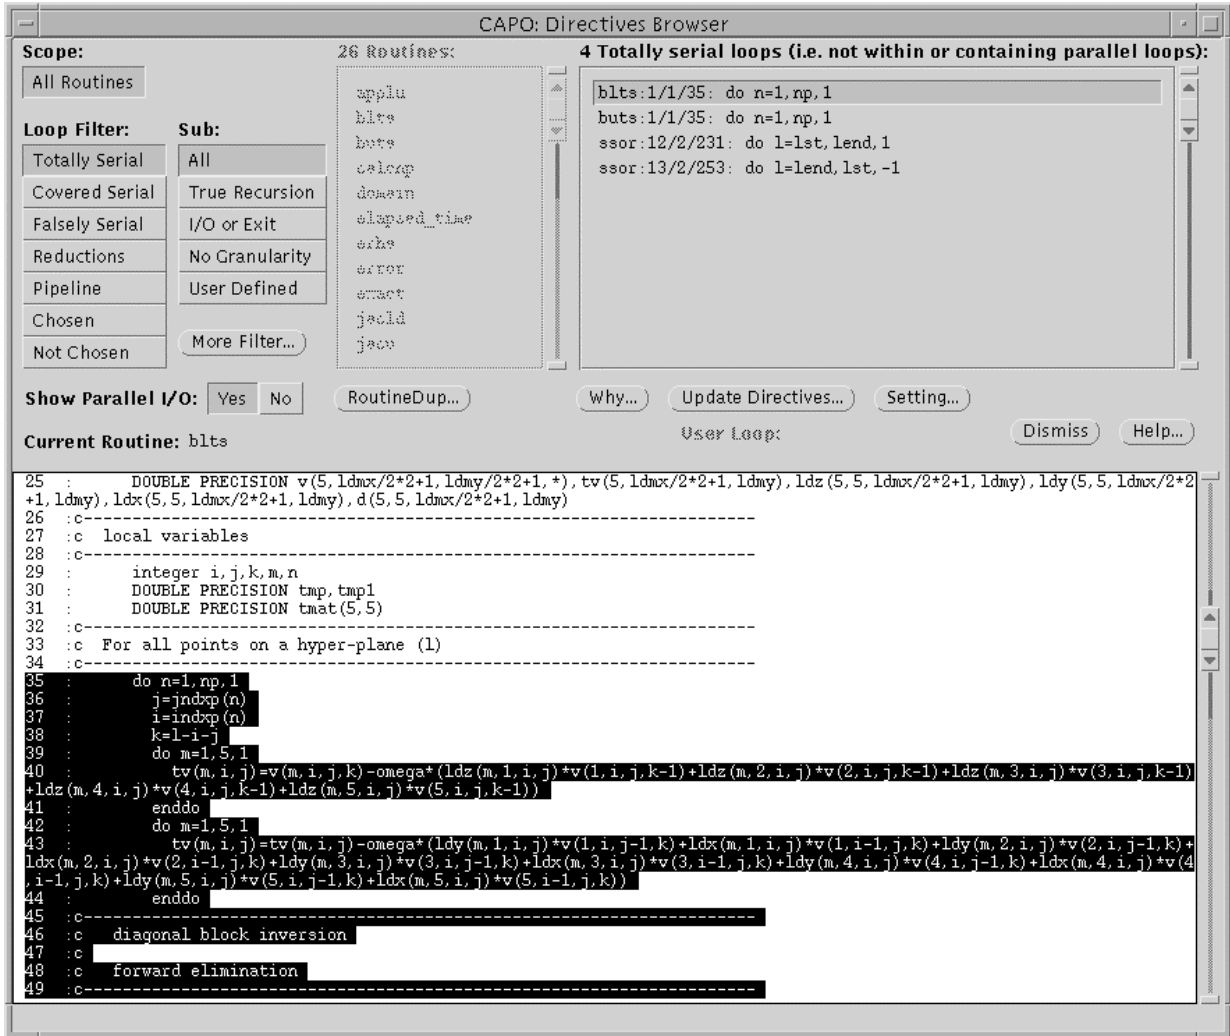 CAPO: Directives Browser
Scope:
All Routines
Loop Filter:
Totally Serial
Covered Serial
Falsely Serial
Reductions
Pipeline
Chosen
Not Chosen
Sub:
All
True Recursion
I/O or Exit
No Granularity
User Defined
More Filter...
26 Routines:
applu
blts
buts
calcnp
domain
elapsed_time
erhs
error
exact
jacld
jacu
4 Totally serial loops (i.e. not within or containing parallel loops):
blts:1/1/35: do n=1,np,1
buts:1/1/35: do n=1,np,1
ssor:12/2/231: do l=lst,lend,1
ssor:13/2/253: do l=lend,lst,-1
Show Parallel I/O: Yes No
RoutineDup...
Why...
Update Directives...
Setting...
Current Routine: blts
User Loop:
Dismiss
Help...
25 : DOUBLE PRECISION v(5,ldmx/2*2+1,ldmy/2*2+1,*),tv(5,ldmx/2*2+1,ldmy),ldz(5,5,ldmx/2*2+1,ldmy),ldy(5,5,ldmx/2*2
+1,ldmy),ldx(5,5,ldmx/2*2+1,ldmy),d(5,5,ldmx/2*2+1,ldmy)
26 :c---------------------------------------------------------------------
27 :c local variables
28 :c---------------------------------------------------------------------
29 : integer i,j,k,m,n
30 : DOUBLE PRECISION tmp,tmp1
31 : DOUBLE PRECISION tmat(5,5)
32 :c---------------------------------------------------------------------
33 :c For all points on a hyper-plane (l)
34 :c---------------------------------------------------------------------
35 : do n=1,np,1
36 : j=jndxp(n)
37 : i=indxp(n)
38 : k=l-i-j
39 : do m=1,5,1
40 : tv(m,i,j)=v(m,i,j,k)-omega*(ldz(m,1,i,j)*v(1,i,j,k-1)+ldz(m,2,i,j)*v(2,i,j,k-1)+ldz(m,3,i,j)*v(3,i,j,k-1)
+ldz(m,4,i,j)*v(4,i,j,k-1)+ldz(m,5,i,j)*v(5,i,j,k-1))
41 : enddo
42 : do m=1,5,1
43 : tv(m,i,j)=tv(m,i,j)-omega*(ldy(m,1,i,j)*v(1,i,j-1,k)+ldx(m,1,i,j)*v(1,i-1,j,k)+ldy(m,2,i,j)*v(2,i,j-1,k)+
ldx(m,2,i,j)*v(2,i-1,j,k)+ldy(m,3,i,j)*v(3,i,j-1,k)+ldx(m,3,i,j)*v(3,i-1,j,k)+ldy(m,4,i,j)*v(4,i,j-1,k)+ldx(m,4,i,j)*v(4
,i-1,j,k)+ldy(m,5,i,j)*v(5,i,j-1,k)+ldx(m,5,i,j)*v(5,i-1,j,k))
44 : enddo
45 :c---------------------------------------------------------------------
46 :c diagonal block inversion
47 :c
48 :c forward elimination
49 :c---------------------------------------------------------------------